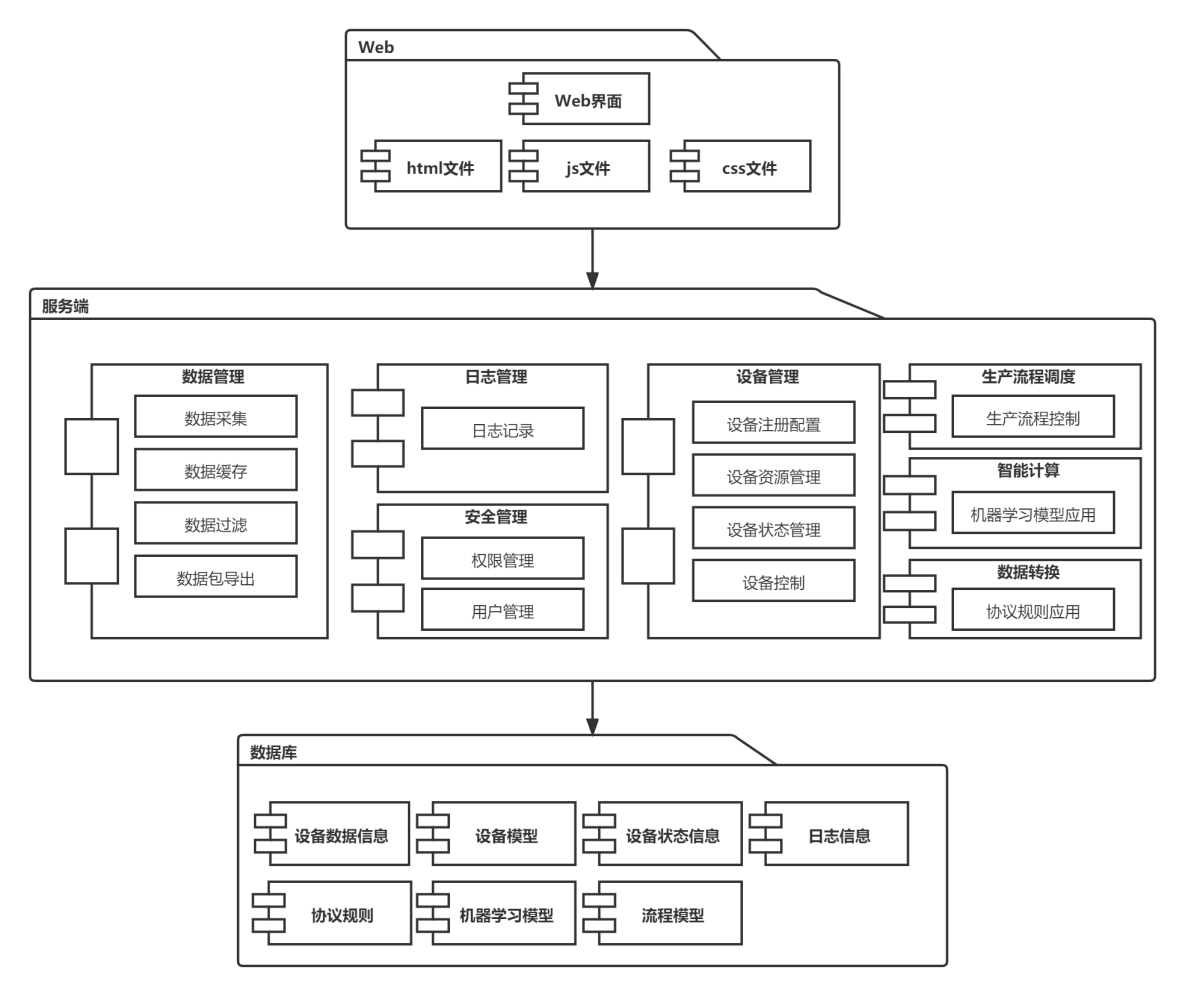 Web
Web界面
html文件
js文件
css文件
服务端
数据管理
数据采集
数据缓存
数据过滤
数据包导出
日志管理
日志记录
安全管理
权限管理
用户管理
设备管理
设备注册配置
设备资源管理
设备状态管理
设备控制
生产流程调度
生产流程控制
智能计算
机器学习模型应用
数据转换
协议规则应用
数据库
设备数据信息
设备模型
设备状态信息
日志信息
协议规则
机器学习模型
流程模型